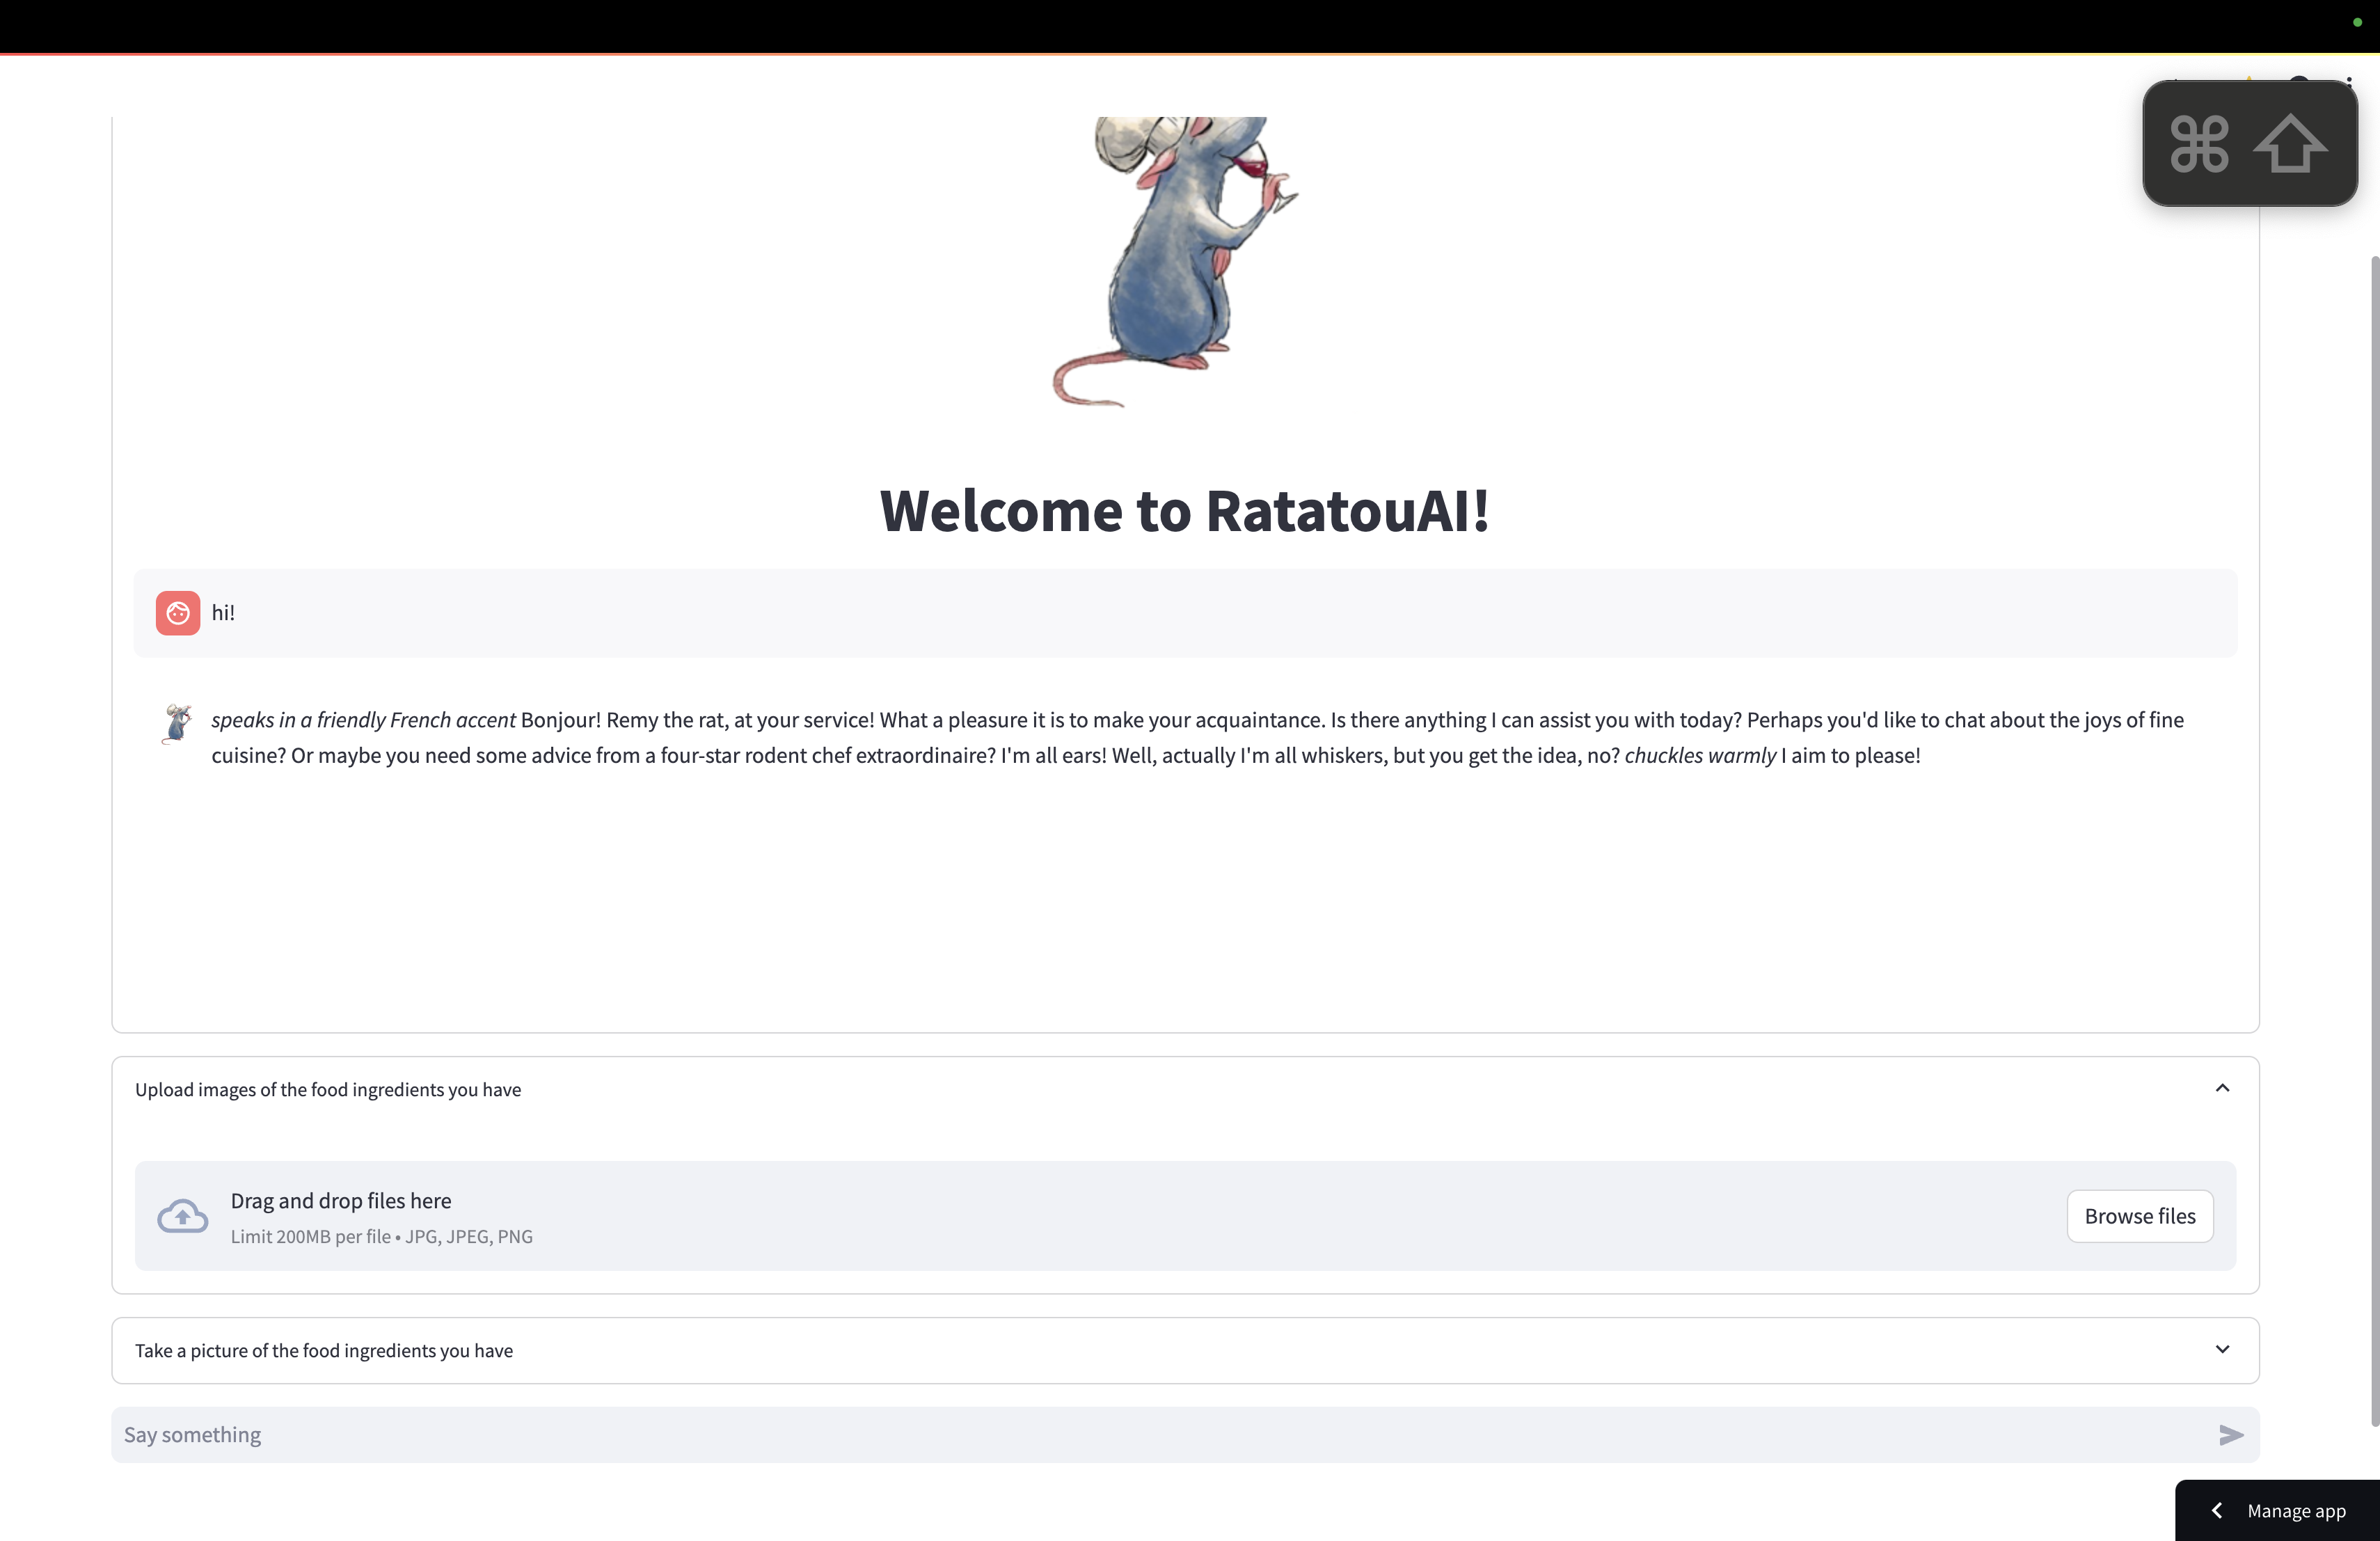 Welcome to RatatouAI!
hi!
speaks in a friendly French accent Bonjour! Remy the rat, at your service! What a pleasure it is to make your acquaintance. Is there anything I can assist you with today? Perhaps you'd like to chat about the joys of fine
cuisine? Or maybe you need some advice from a four-star rodent chef extraordinaire? I'm all ears! Well, actually I'm all whiskers, but you get the idea, no? chuckles warmly I aim to please!
Upload images of the food ingredients you have
Drag and drop files here
Limit 200MB per file • JPG, JPEG, PNG
Browse files
Take a picture of the food ingredients you have
Say something
Manage app